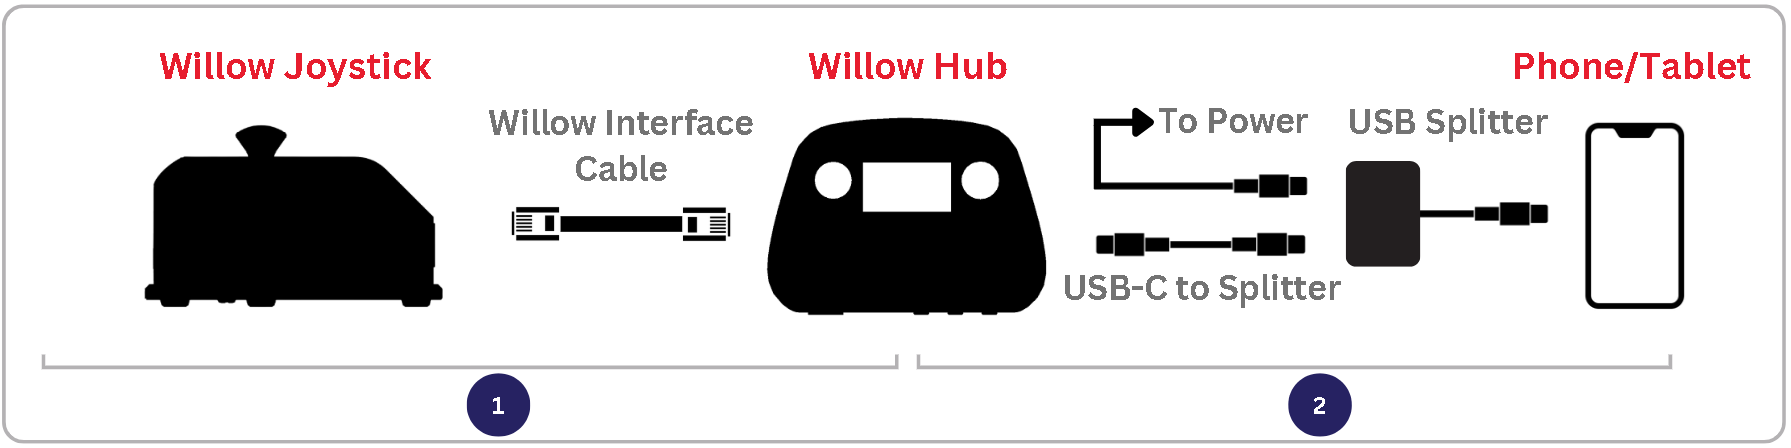 Willow Joystick
Willow Interface
Cable
Willow Hub
To Power
USB-C to Splitter
USB Splitter
Phone/Tablet
1
2